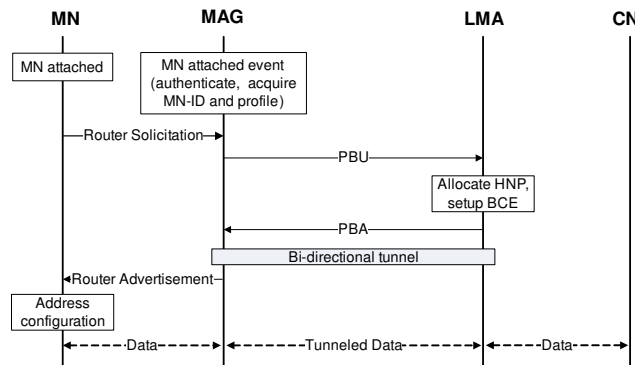 MN
MAG
LMA
CN
MN attached
MN attached event
(authenticate, acquire
MN-ID and profile)
Router Solicitation
PBU
Allocate HNP,
setup BCE
PBA
Bi-directional tunnel
Router Advertisement
Address
configuration
Data
Tunneled Data
Data